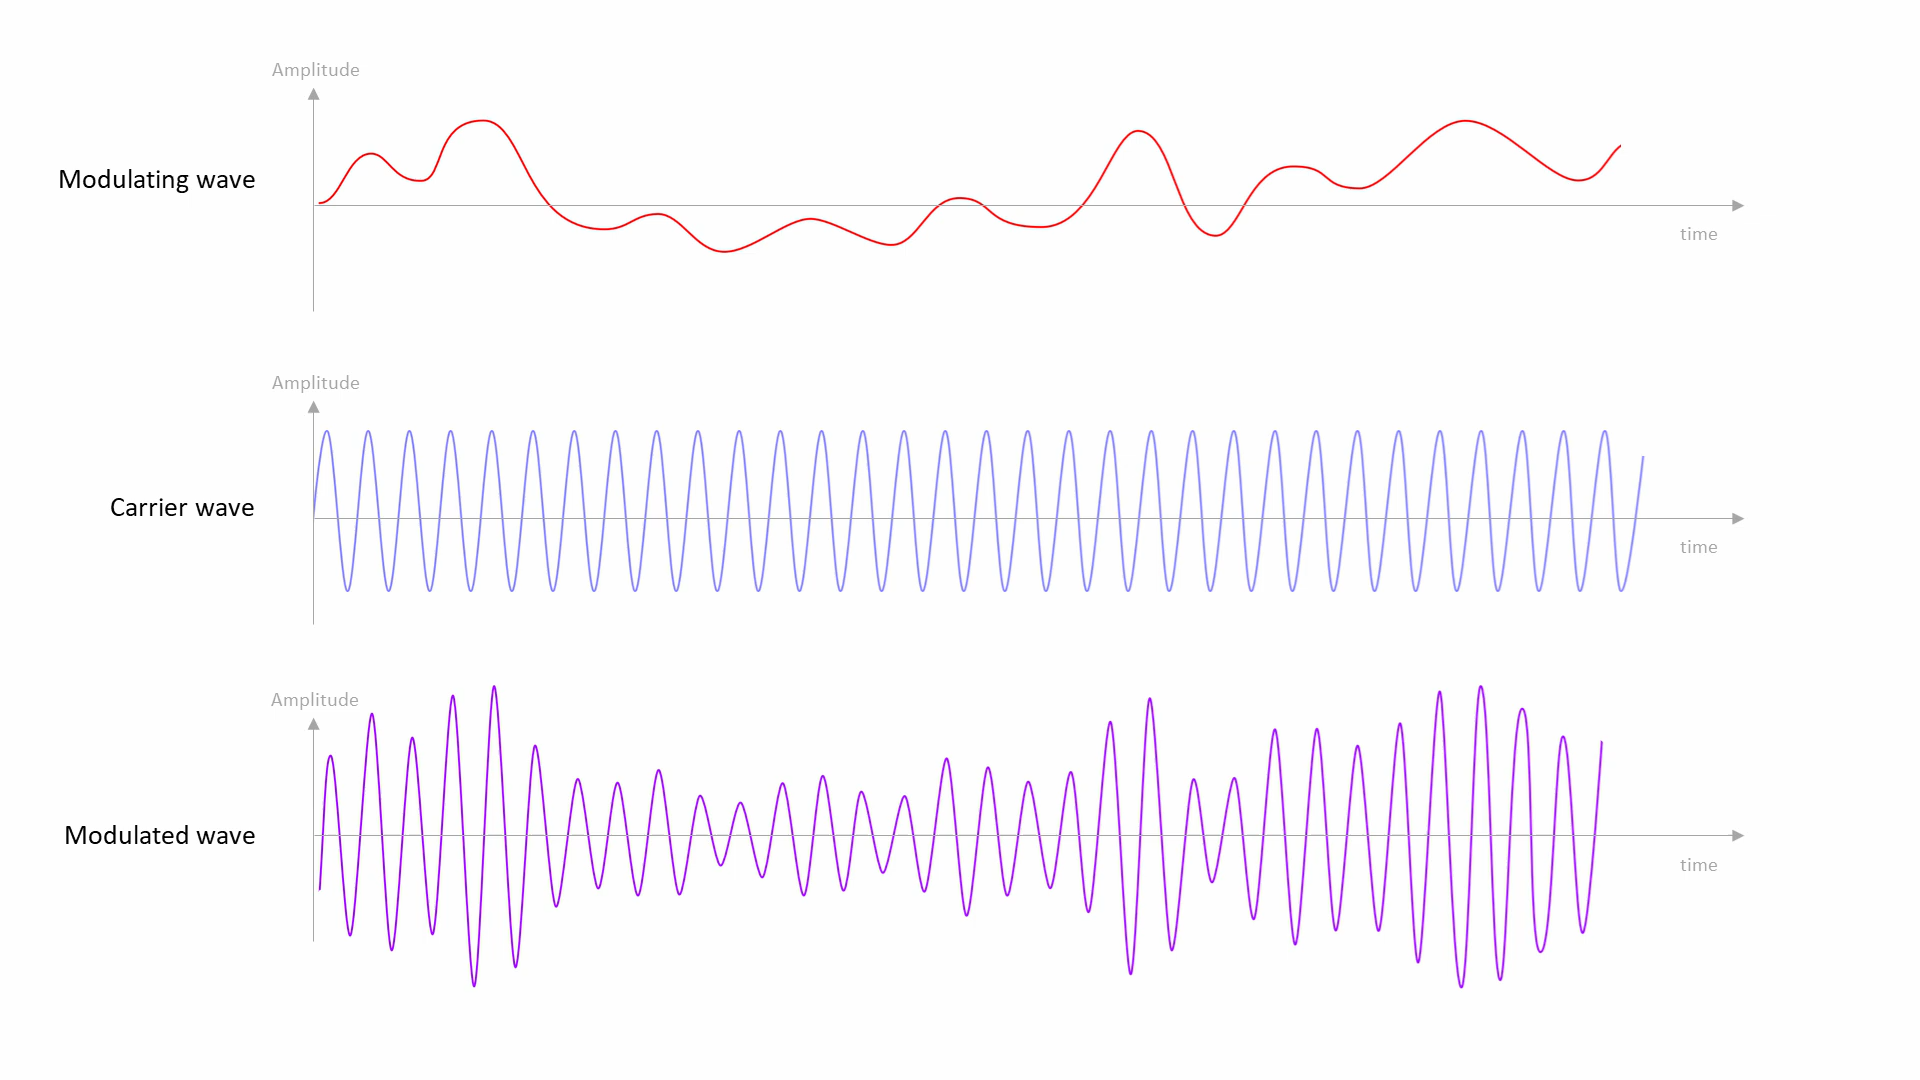 Amplitude
Modulating wave
time
Amplitude
Carrier wave
time
Amplitude
Modulated wave
time